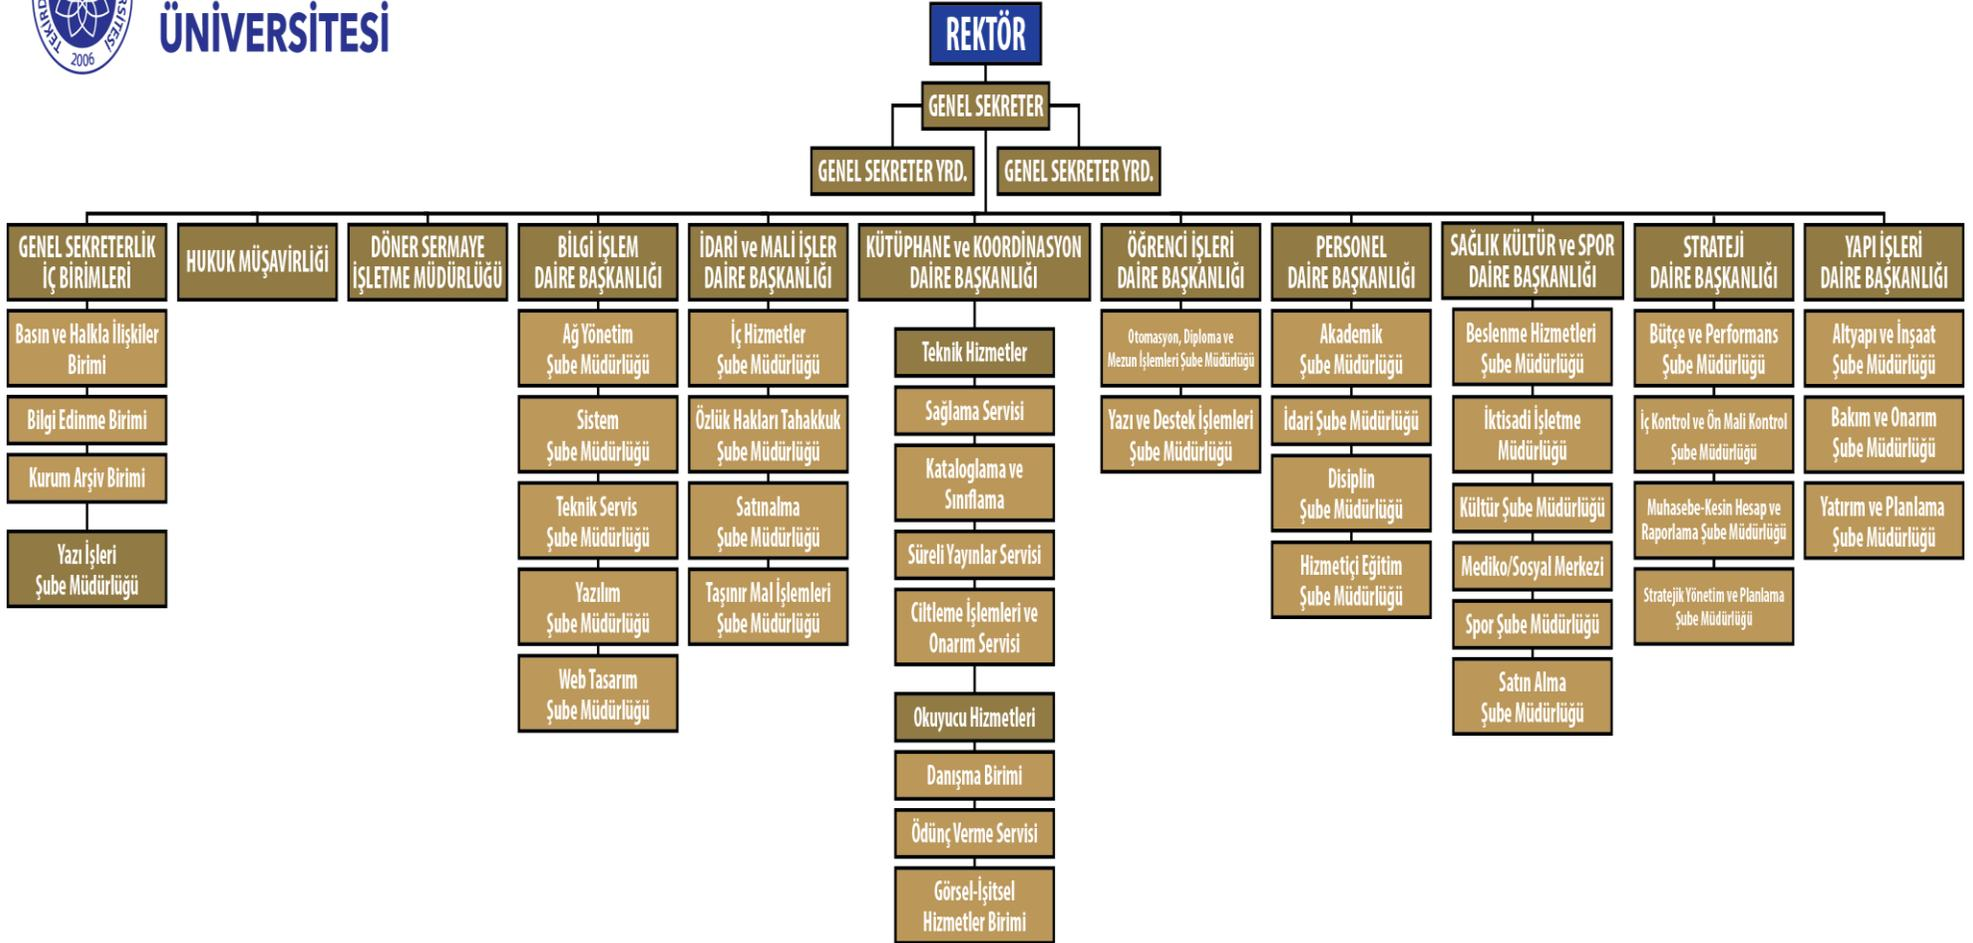 TEKİRD
RSİTESİ
2006
ÜNİVERSİTESİ
REKTÖR
GENEL SEKRETER
GENEL SEKRETER YRD.
GENEL SEKRETER YRD.
GENEL SEKRETERLİK
İÇ BİRİMLERİ
Basın ve Halkla İlişkiler
Birimi
Bilgi Edinme Birimi
Kurum Arşiv Birimi
Yazı İşleri
Şube Müdürlüğü
HUKUK MÜŞAVİRLİĞİ
DÖNER SERMAYE
İŞLETME MÜDÜRLÜĞÜ
BİLGİ İŞLEM
DAİRE BAŞKANLIĞI
Ağ Yönetim
Şube Müdürlüğü
Sistem
Şube Müdürlüğü
Teknik Servis
Şube Müdürlüğü
Yazılım
Şube Müdürlüğü
Web Tasarım
Şube Müdürlüğü
İDARİ ve MALİ İŞLER
DAİRE BAŞKANLIĞI
İç Hizmetler
Şube Müdürlüğü
Özlük Hakları Tahakkuk
Şube Müdürlüğü
Satınalma
Şube Müdürlüğü
Taşınır Mal İşlemleri
Şube Müdürlüğü
KÜTÜPHANE ve KOORDİNASYON
DAİRE BAŞKANLIĞI
Teknik Hizmetler
Sağlama Servisi
Kataloglama ve
Sınıflama
Süreli Yayınlar Servisi
Ciltleme İşlemleri ve
Onarım Servisi
Okuyucu Hizmetleri
Danışma Birimi
Ödünç Verme Servisi
Görsel-İşitsel
Hizmetler Birimi
ÖĞRENCİ İŞLERİ
DAİRE BAŞKANLIĞI
Otomasyon, Diploma ve
Mezun İşlemleri Şube Müdürlüğü
Yazı ve Destek İşlemleri
Şube Müdürlüğü
PERSONEL
DAİRE BAŞKANLIĞI
Akademik
Şube Müdürlüğü
İdari Şube Müdürlüğü
Disiplin
Şube Müdürlüğü
Hizmetiçi Eğitim
Şube Müdürlüğü
SAĞLIK KÜLTÜR ve SPOR
DAİRE BAŞKANLIĞI
Beslenme Hizmetleri
Şube Müdürlüğü
İktisadi İşletme
Müdürlüğü
Kültür Şube Müdürlüğü
Mediko/Sosyal Merkezi
Spor Şube Müdürlüğü
Satın Alma
Şube Müdürlüğü
STRATEJİ
DAİRE BAŞKANLIĞI
Bütçe ve Performans
Şube Müdürlüğü
İç Kontrol ve Ön Mali Kontrol
Şube Müdürlüğü
Muhasebe-Kesin Hesap ve
Raporlama Şube Müdürlüğü
Stratejik Yönetim ve Planlama
Şube Müdürlüğü
YAPI İŞLERİ
DAİRE BAŞKANLIĞI
Altyapı ve İnşaat
Şube Müdürlüğü
Bakım ve Onarım
Şube Müdürlüğü
Yatırım ve Planlama
Şube Müdürlüğü